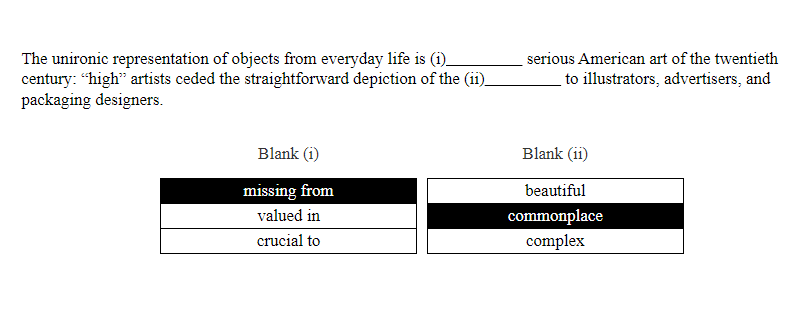 The unironic representation of objects from everyday life is (i)__________ serious American art of the twentieth
century: “high” artists ceded the straightforward depiction of the (ii)__________ to illustrators, advertisers, and
packaging designers.
Blank (i) Blank (ii)
missing from beautiful
valued in commonplace
crucial to complex